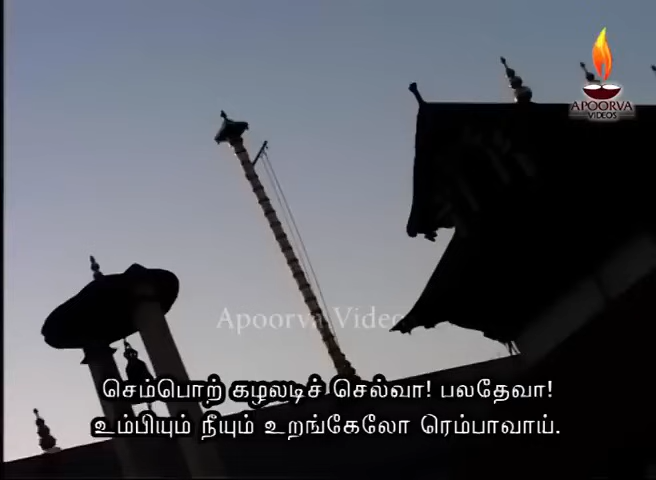 APOORVA
VIDEOS
Apoorva Video
செம்பொற் கழலடிச் செல்வா! பலதேவா!
உம்பியும் நீயும் உறங்கேலோ ரெம்பாவாய்.